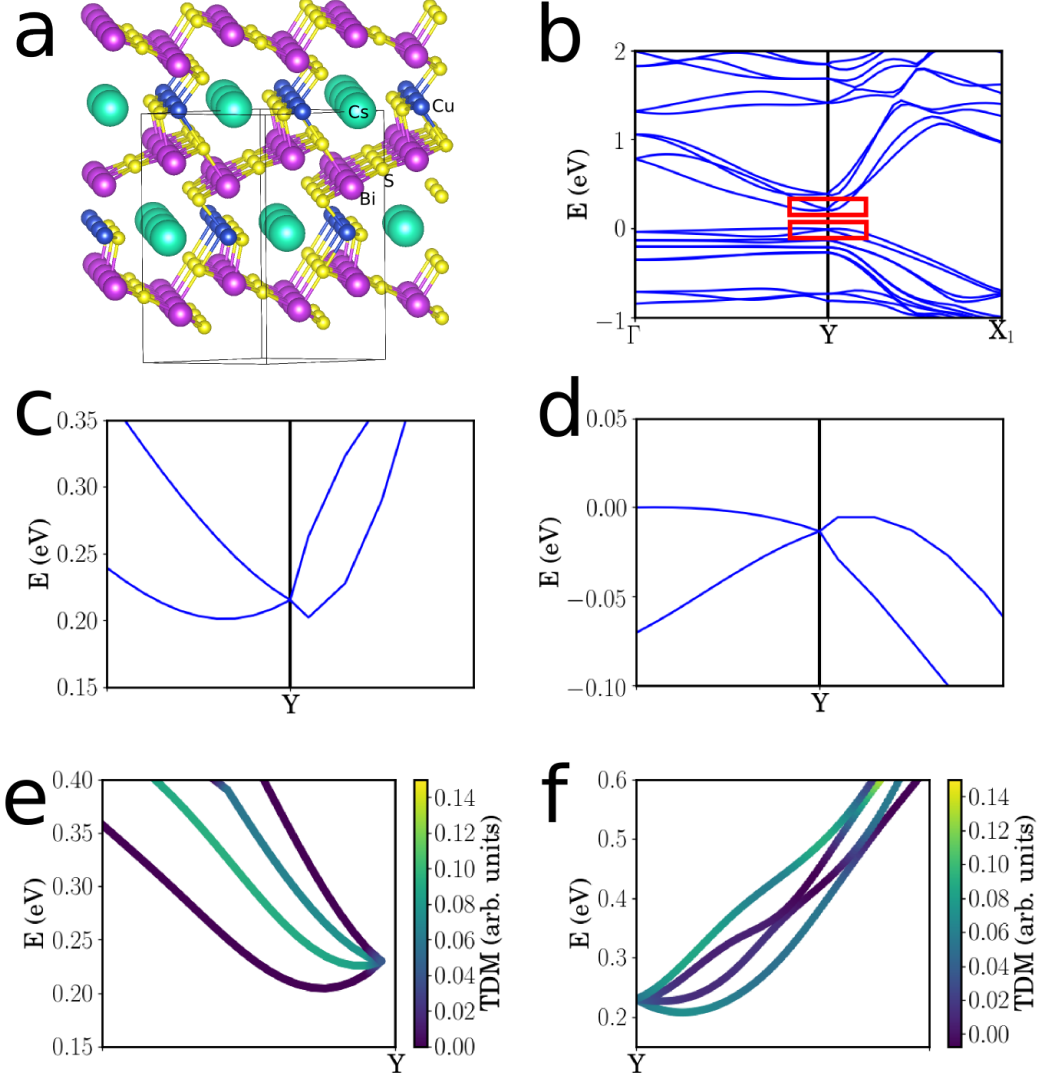 a
Cs
Cu
S
Bi
b
E (eV)
2
1
0
−1
Γ
Y
X1
c
E (eV)
0.35
0.30
0.25
0.20
0.15
Y
d
E (eV)
0.05
0.00
−0.05
−0.10
Y
e
E (eV)
0.40
0.35
0.30
0.25
0.20
0.15
Y
0.14
0.12
0.10
0.08
0.06
0.04
0.02
0.00
TDM (arb. units)
f
E (eV)
0.6
0.5
0.4
0.3
0.2
Y
0.14
0.12
0.10
0.08
0.06
0.04
0.02
0.00
TDM (arb. units)